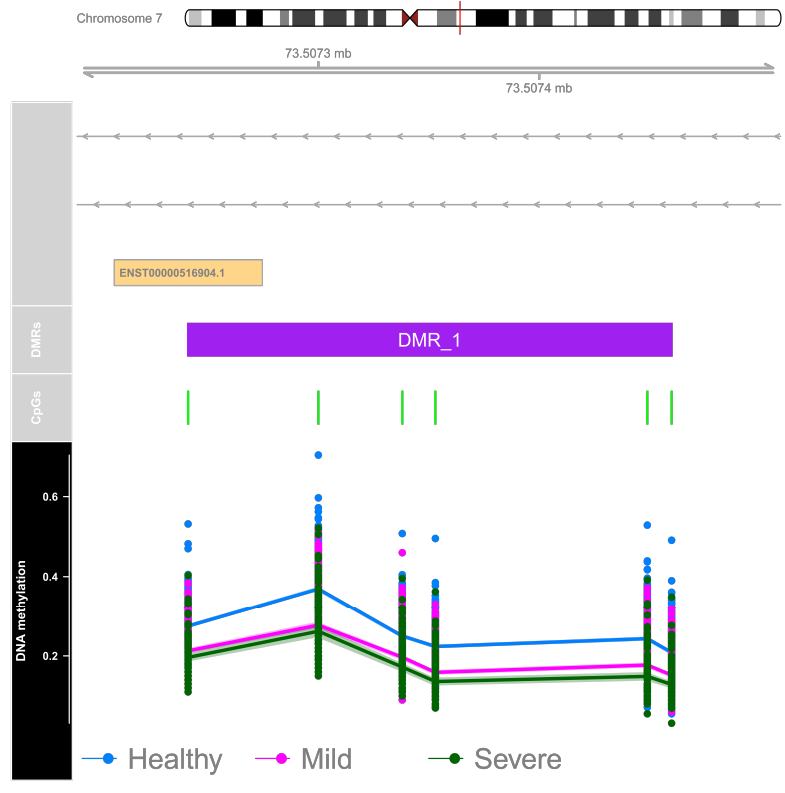 Chromosome 7
73.5073 mb
73.5074 mb
ENST00000516904.1
DMRs
DMR_1
CpGs
DNA methylation
0.6
0.4
0.2
Healthy
Mild
Severe